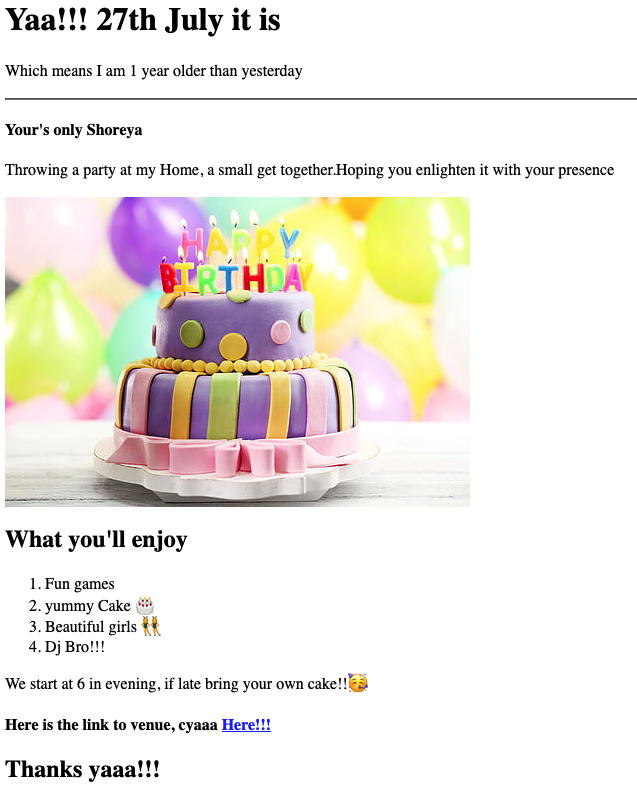 Yaa!!! 27th July it is
Which means I am 1 year older than yesterday
Your's only Shoreya
Throwing a party at my Home, a small get together.Hoping you enlighten it with your presence
HAPPY
BIRTHDAY
What you'll enjoy
1. Fun games
2. yummy Cake 🎂
3. Beautiful girls 👯
4. Dj Bro!!!
We start at 6 in evening, if late bring your own cake!!🥳
Here is the link to venue, cyaaa Here!!!
Thanks yaaa!!!